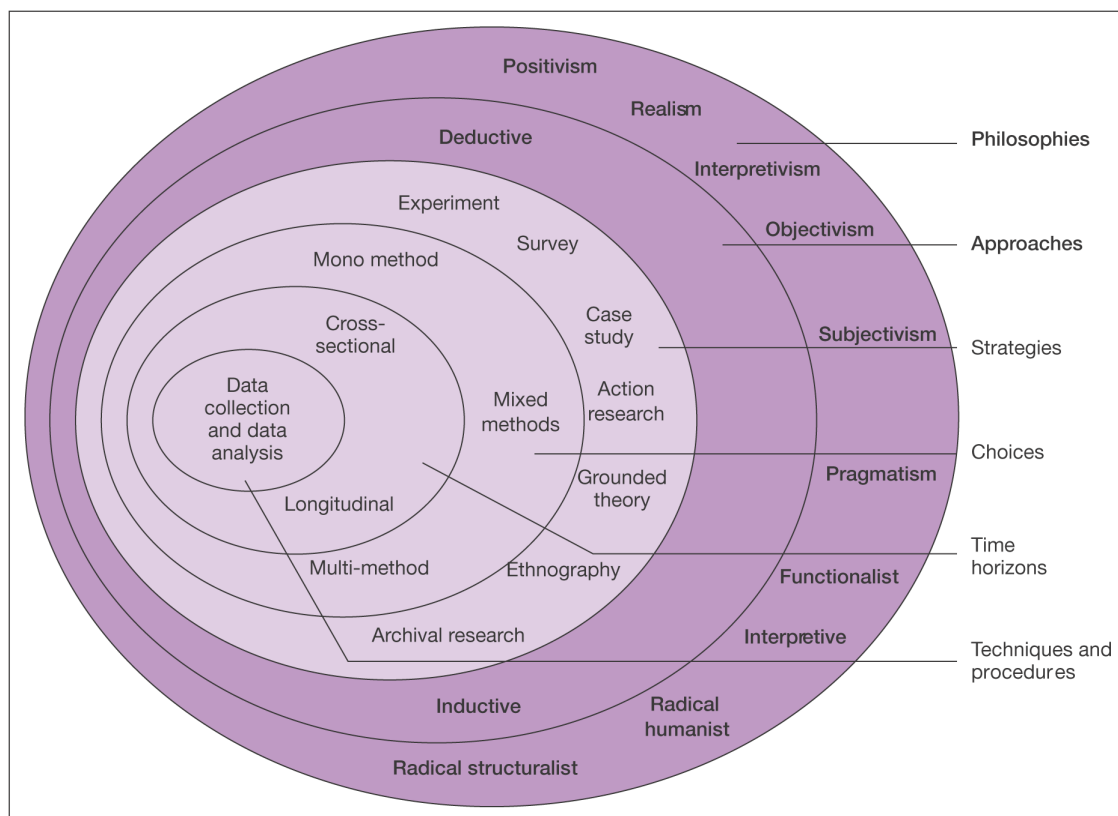 Positivism
Realism
Deductive
Philosophies
Interpretivism
Experiment
Objectivism
Survey
Approaches
Mono method
Case
study
Cross-
sectional
Subjectivism
Strategies
Data
collection
and data
analysis
Mixed
methods
Action
research
Choices
Grounded
theory
Pragmatism
Longitudinal
Time
horizons
Multi-method
Ethnography
Functionalist
Archival research
Interpretive
Techniques and
procedures
Inductive
Radical
humanist
Radical structuralist